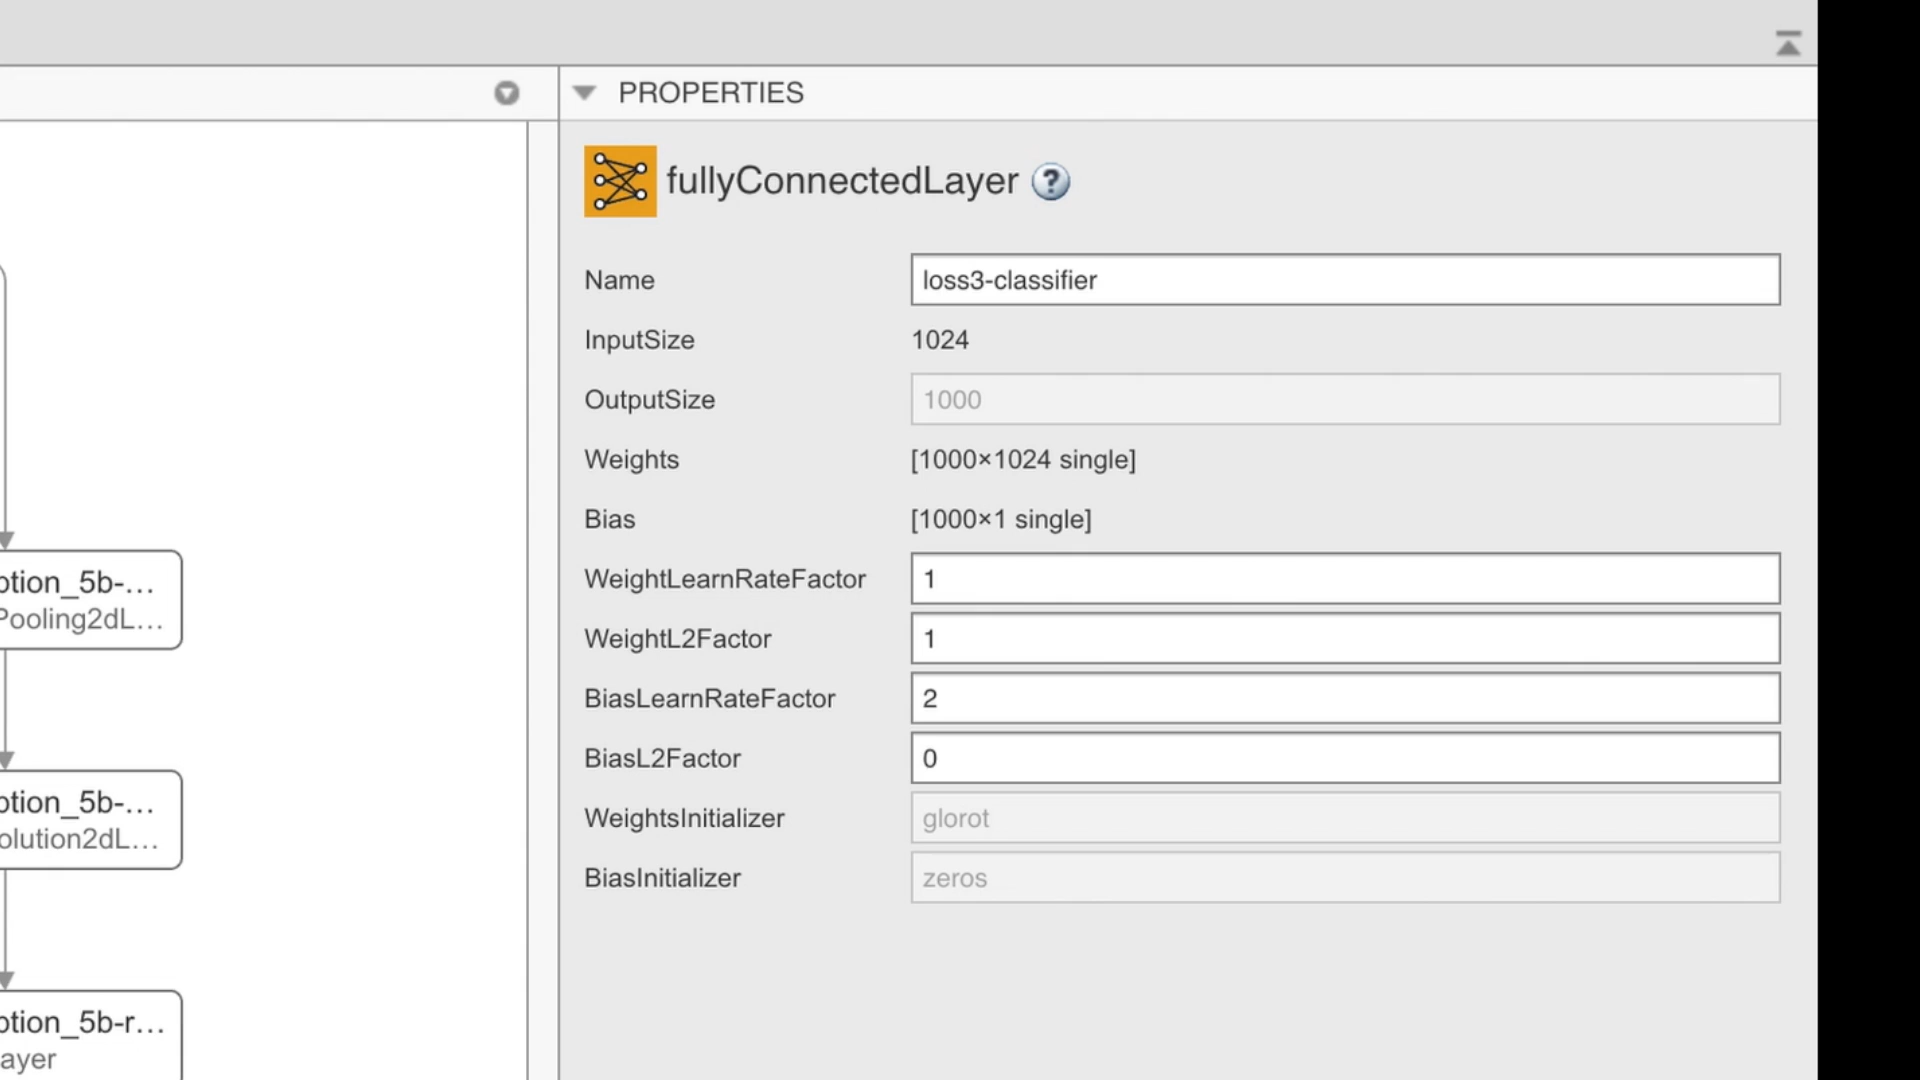 PROPERTIES
fullyConnectedLayer
Name loss3-classifier
InputSize 1024
OutputSize 1000
Weights [1000×1024 single]
Bias [1000×1 single]
WeightLearnRateFactor 1
WeightL2Factor 1
BiasLearnRateFactor 2
BiasL2Factor 0
WeightsInitializer glorot
BiasInitializer zeros
ption_5b-...
Pooling2dL...
ption_5b-...
olution2dL...
ption_5b-r...
ayer